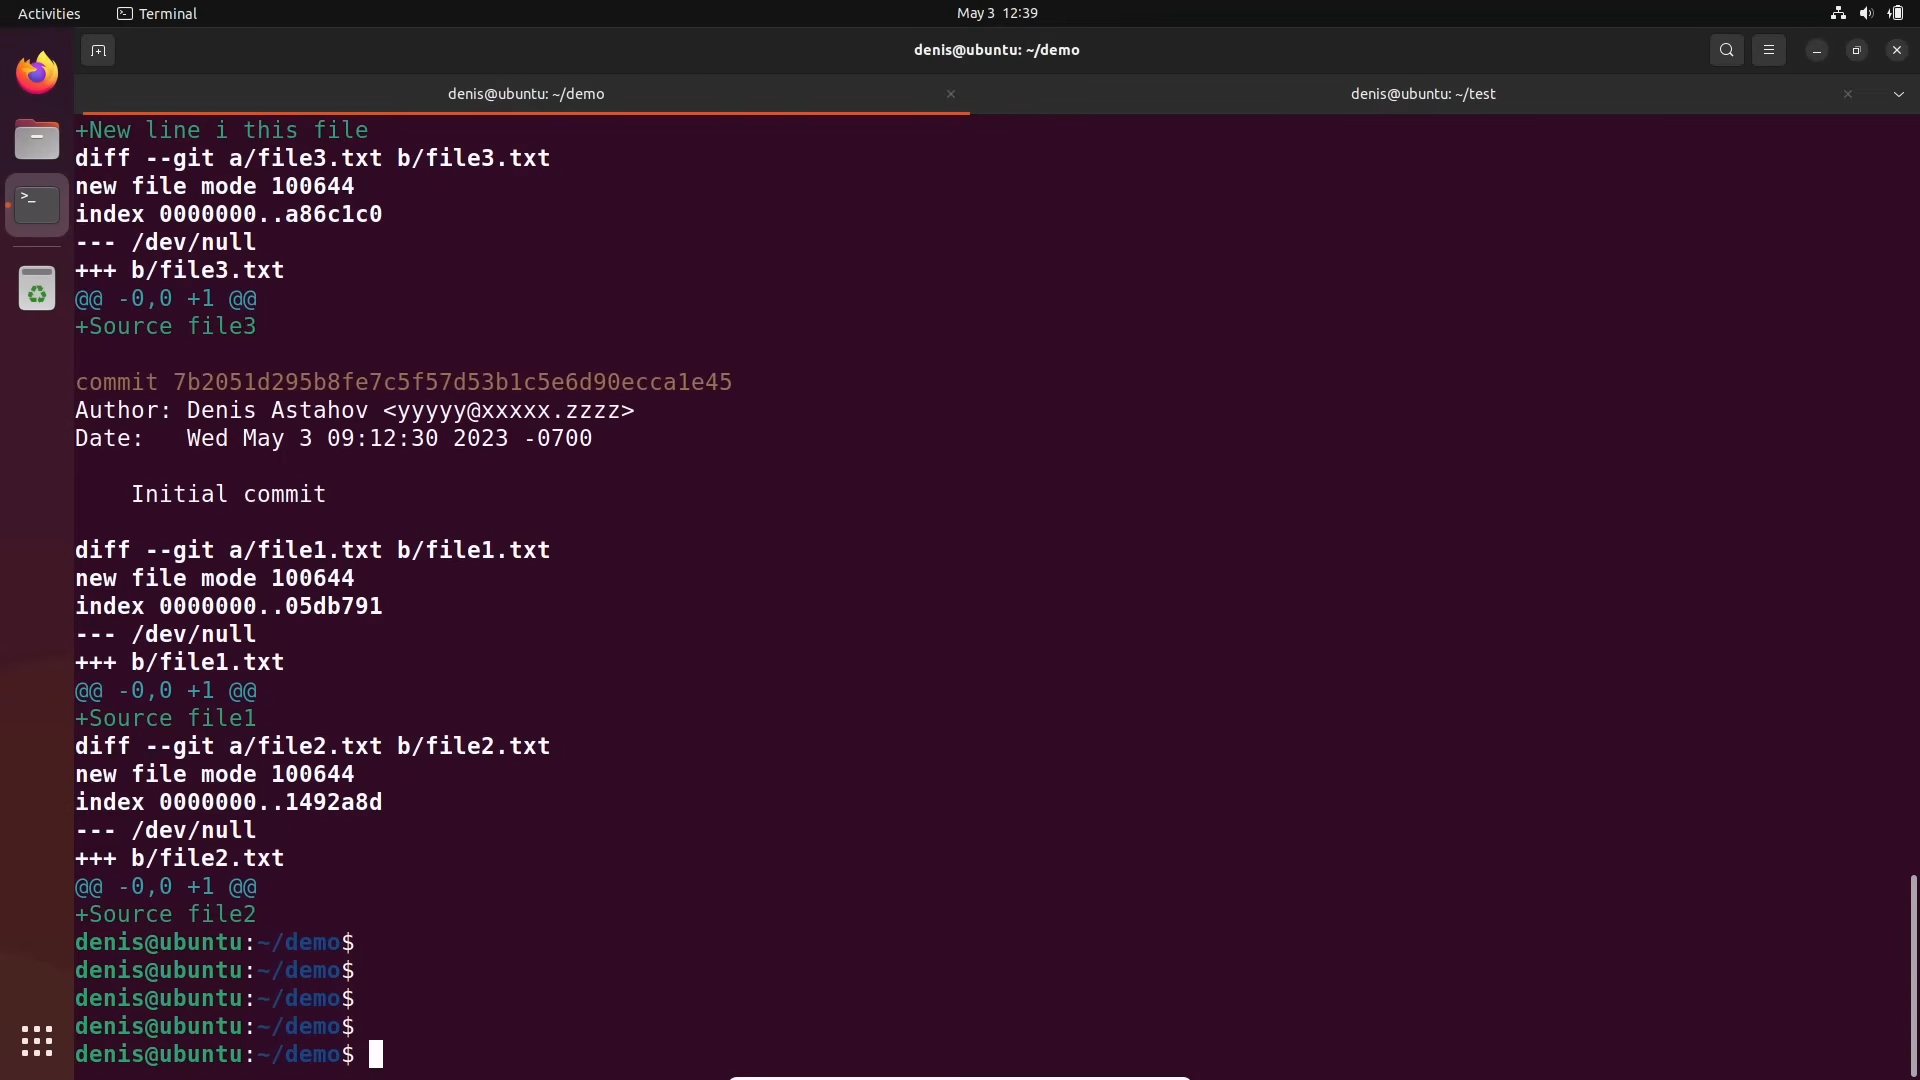 Activities
Terminal
May 3 12:39
denis@ubuntu: ~/demo
denis@ubuntu: ~/demo
denis@ubuntu: ~/test
+New line i this file
diff --git a/file3.txt b/file3.txt
new file mode 100644
index 0000000..a86c1c0
--- /dev/null
+++ b/file3.txt
@@ -0,0 +1 @@
+Source file3
commit 7b2051d295b8fe7c5f57d53b1c5e6d90ecca1e45
Author: Denis Astahov <yyyyy@xxxxx.zzzz>
Date:   Wed May 3 09:12:30 2023 -0700
    Initial commit
diff --git a/file1.txt b/file1.txt
new file mode 100644
index 0000000..05db791
--- /dev/null
+++ b/file1.txt
@@ -0,0 +1 @@
+Source file1
diff --git a/file2.txt b/file2.txt
new file mode 100644
index 0000000..1492a8d
--- /dev/null
+++ b/file2.txt
@@ -0,0 +1 @@
+Source file2
denis@ubuntu:~/demo$
denis@ubuntu:~/demo$
denis@ubuntu:~/demo$
denis@ubuntu:~/demo$
denis@ubuntu:~/demo$